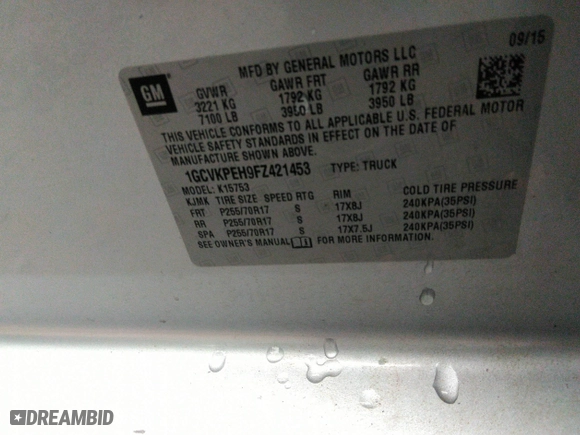 GM
MFD BY GENERAL MOTORS LLC
09/15
GVWR GAWR FRT GAWR RR
3221 KG 1792 KG 1792 KG
7100 LB 3950 LB 3950 LB
THIS VEHICLE CONFORMS TO ALL APPLICABLE U.S. FEDERAL MOTOR
VEHICLE SAFETY STANDARDS IN EFFECT ON THE DATE OF
MANUFACTURE SHOWN ABOVE.
1GCVKPEH9FZ421453 TYPE: TRUCK
MODEL: K15753
KJMK TIRE SIZE SPEED RTG RIM COLD TIRE PRESSURE
FRT P255/70R17 S 17X8J 240KPA(35PSI)
RR P255/70R17 S 17X8J 240KPA(35PSI)
SPA P255/70R17 S 17X7.5J 240KPA(35PSI)
SEE OWNER'S MANUAL FOR MORE INFORMATION.
DREAMBID